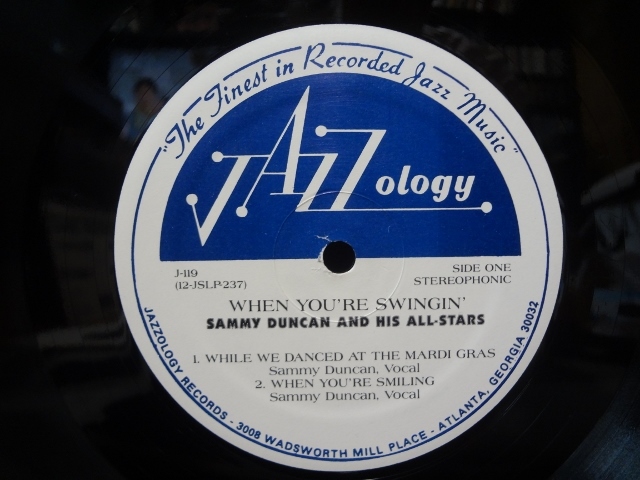 "The Finest in Recorded Jazz Music"
JAZZology
J-119
(12-JSLP-237)
SIDE ONE
STEREOPHONIC
WHEN YOU'RE SWINGIN'
SAMMY DUNCAN AND HIS ALL-STARS
1. WHILE WE DANCED AT THE MARDI GRAS
Sammy Duncan, Vocal
2. WHEN YOU'RE SMILING
Sammy Duncan, Vocal
JAZZOLOGY RECORDS - 3008 WADSWORTH MILL PLACE - ATLANTA, GEORGIA 30032